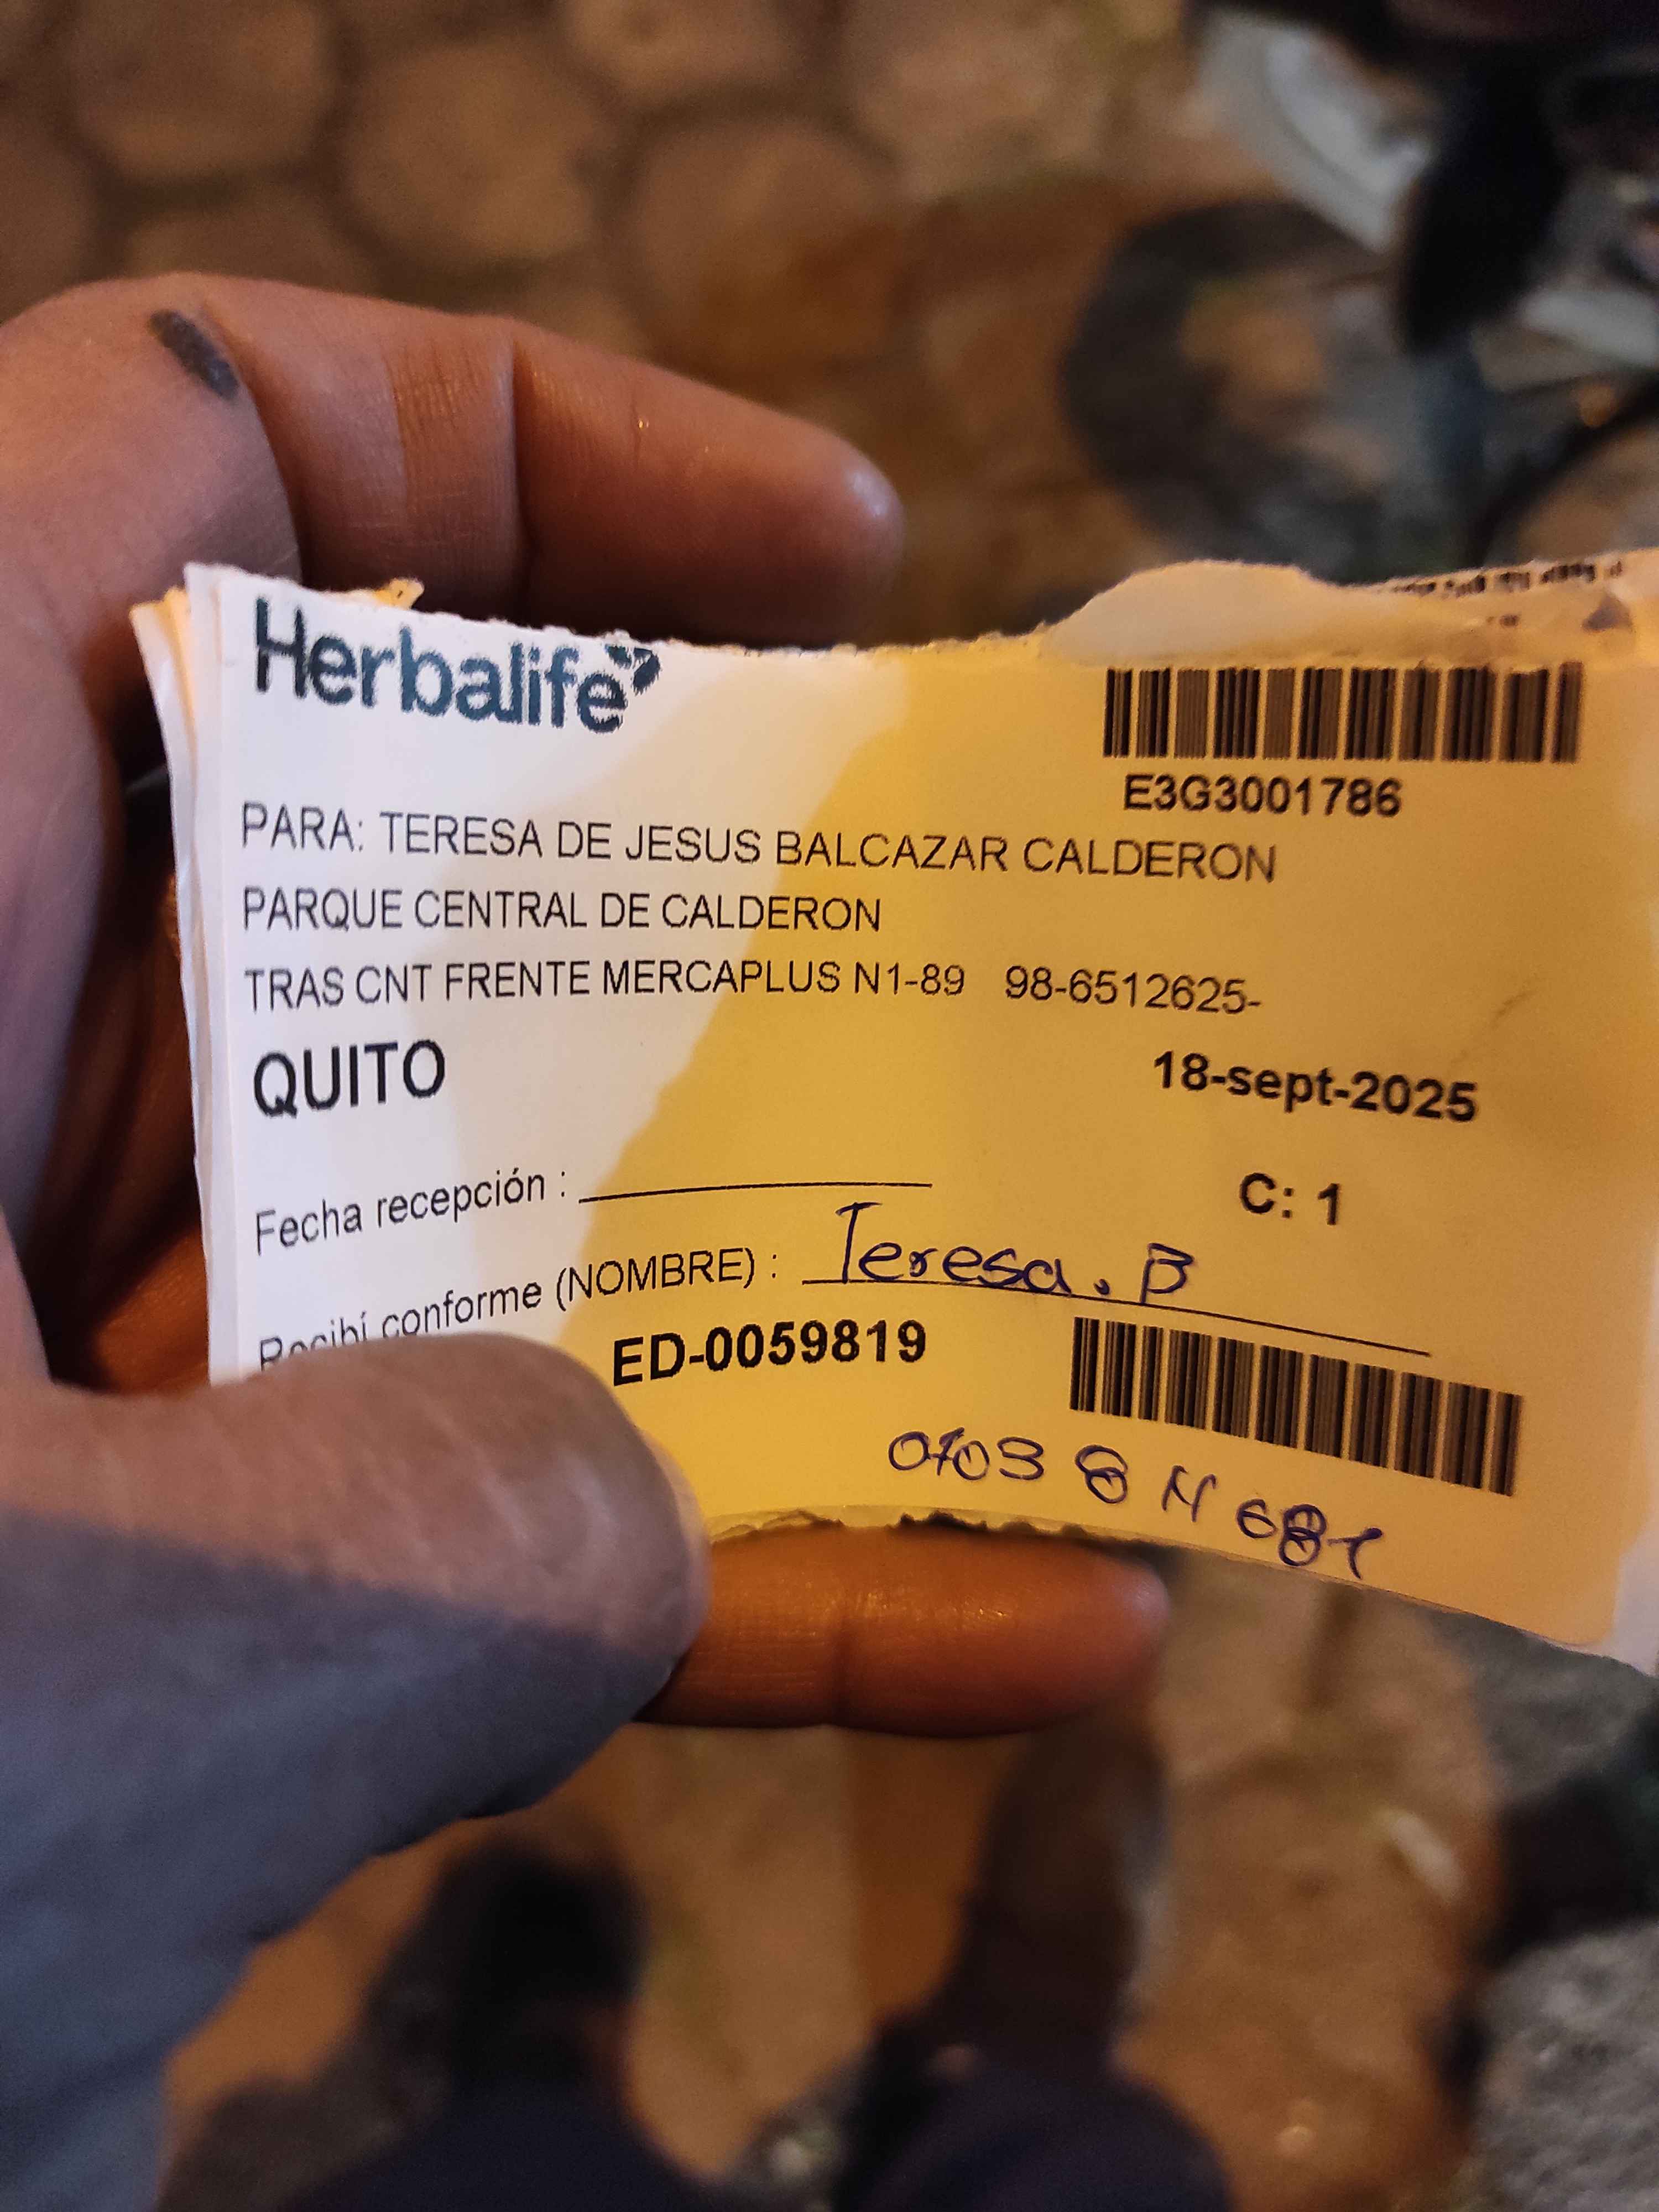 Herbalife
E3G3001786
PARA: TERESA DE JESUS BALCAZAR CALDERON
PARQUE CENTRAL DE CALDERON
TRAS CNT FRENTE MERCAPLUS N1-89 98-6512625-
QUITO
18-sept-2025
Fecha recepción :
C: 1
Recibí conforme (NOMBRE) : Teresa. B
ED-0059819